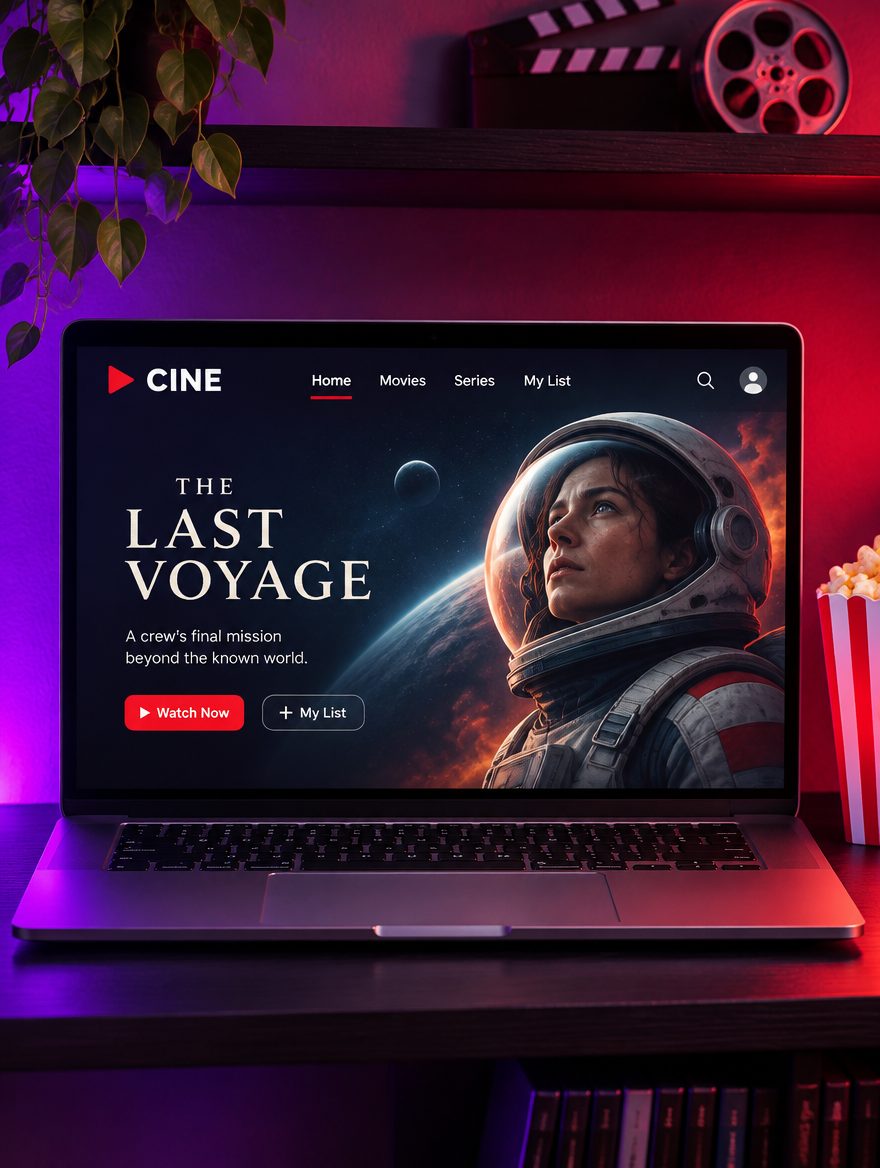 CINE
Home
Movies
Series
My List
THE
LAST
VOYAGE
A crew's final mission
beyond the known world.
Watch Now
+ My List